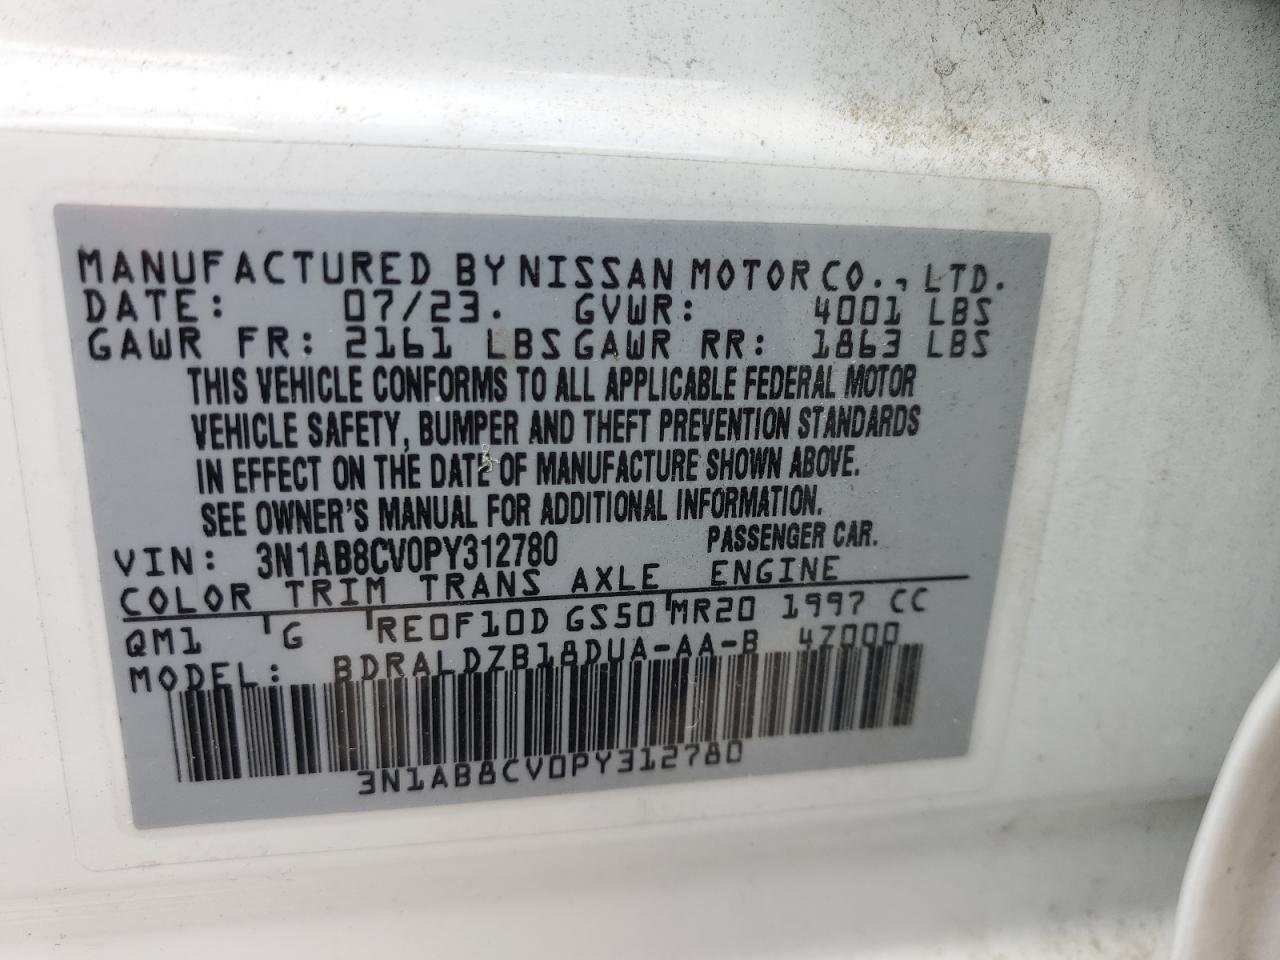 MANUFACTURED BY NISSAN MOTOR CO., LTD.
DATE: 07/23. GVWR: 4001 LBS
GAWR FR: 2161 LBS GAWR RR: 1863 LBS
THIS VEHICLE CONFORMS TO ALL APPLICABLE FEDERAL MOTOR
VEHICLE SAFETY, BUMPER AND THEFT PREVENTION STANDARDS
IN EFFECT ON THE DATE OF MANUFACTURE SHOWN ABOVE.
SEE OWNER'S MANUAL FOR ADDITIONAL INFORMATION.
VIN: 3N1AB8CV0PY312780 PASSENGER CAR.
COLOR TRIM TRANS AXLE ENGINE
QM1 G RE0F10D GS50 MR20 1997 CC
MODEL: BDRALDZB18DUA-AA-B 4Z000
3N1AB8CV0PY312780